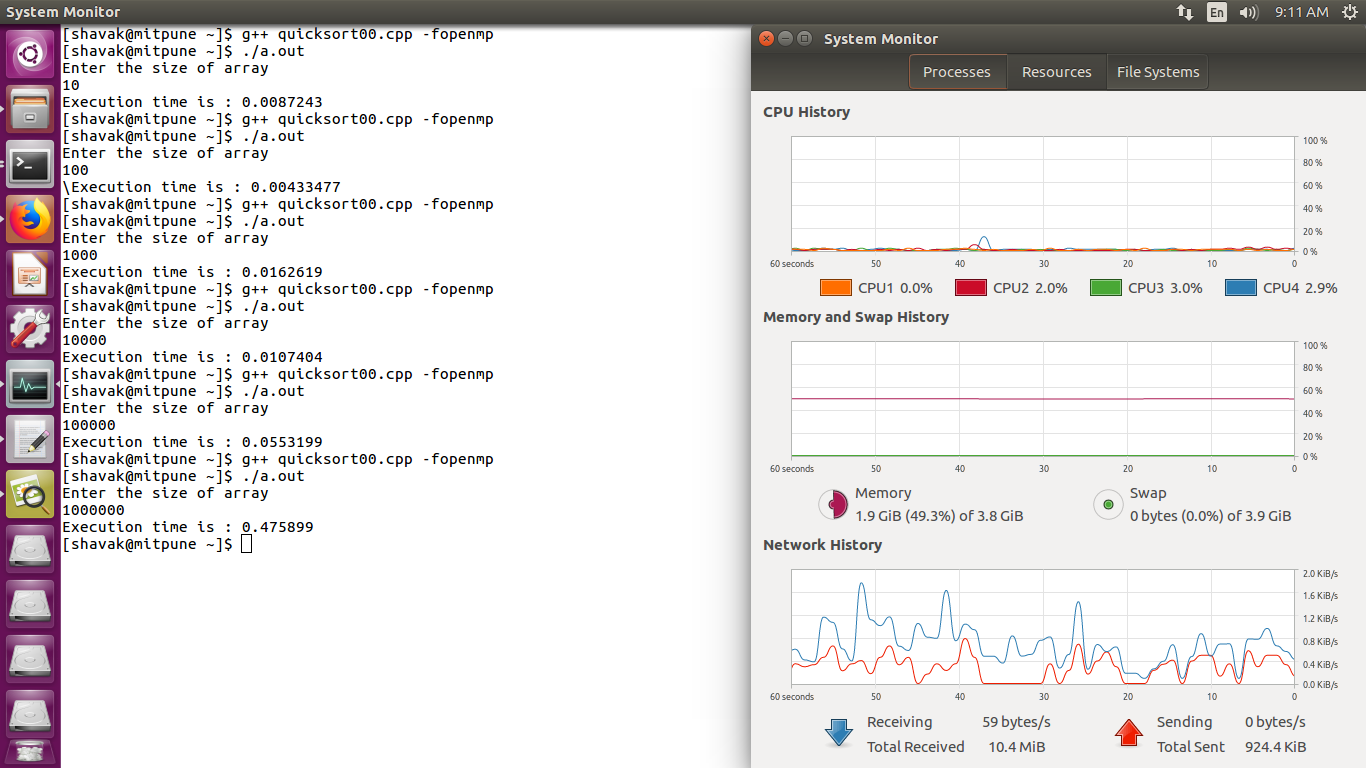 System Monitor
En
9:11 AM
[shavak@mitpune ~]$ g++ quicksort00.cpp -fopenmp
[shavak@mitpune ~]$ ./a.out
Enter the size of array
10
Execution time is : 0.0087243
[shavak@mitpune ~]$ g++ quicksort00.cpp -fopenmp
[shavak@mitpune ~]$ ./a.out
Enter the size of array
100
\Execution time is : 0.00433477
[shavak@mitpune ~]$ g++ quicksort00.cpp -fopenmp
[shavak@mitpune ~]$ ./a.out
Enter the size of array
1000
Execution time is : 0.0162619
[shavak@mitpune ~]$ g++ quicksort00.cpp -fopenmp
[shavak@mitpune ~]$ ./a.out
Enter the size of array
10000
Execution time is : 0.0107404
[shavak@mitpune ~]$ g++ quicksort00.cpp -fopenmp
[shavak@mitpune ~]$ ./a.out
Enter the size of array
100000
Execution time is : 0.0553199
[shavak@mitpune ~]$ g++ quicksort00.cpp -fopenmp
[shavak@mitpune ~]$ ./a.out
Enter the size of array
1000000
Execution time is : 0.475899
[shavak@mitpune ~]$
System Monitor
Processes Resources File Systems
CPU History
100 %
80 %
60 %
40 %
20 %
0 %
60 seconds 50 40 30 20 10 0
CPU1 0.0% CPU2 2.0% CPU3 3.0% CPU4 2.9%
Memory and Swap History
100 %
80 %
60 %
40 %
20 %
0 %
60 seconds 50 40 30 20 10 0
Memory
1.9 GiB (49.3%) of 3.8 GiB
Swap
0 bytes (0.0%) of 3.9 GiB
Network History
2.0 KiB/s
1.6 KiB/s
1.2 KiB/s
0.8 KiB/s
0.4 KiB/s
0.0 KiB/s
60 seconds 50 40 30 20 10 0
Receiving 59 bytes/s
Total Received 10.4 MiB
Sending 0 bytes/s
Total Sent 924.4 KiB